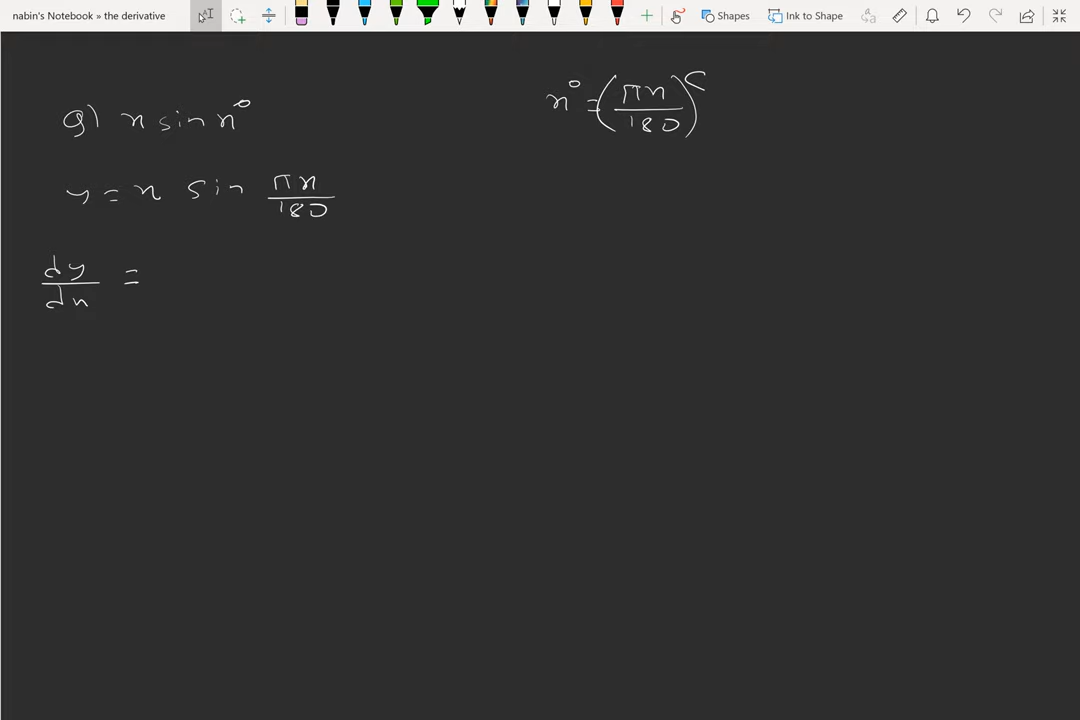 nabin's Notebook » the derivative
Shapes
Ink to Shape
Q) x sin x°
x° = (πx/180)ᶜ
y = x sin πx/180
dy/dx =